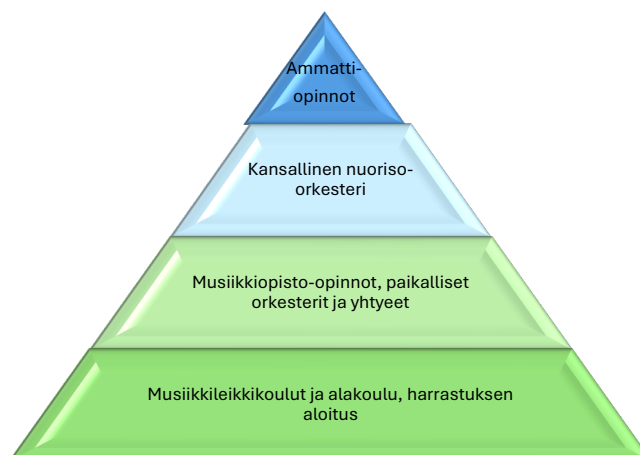 Ammatti-
opinnot
Kansallinen nuoriso-
orkesteri
Musiikkiopisto-opinnot, paikalliset
orkesterit ja yhtyeet
Musiikkileikkikoulut ja alakoulu, harrastuksen
aloitus